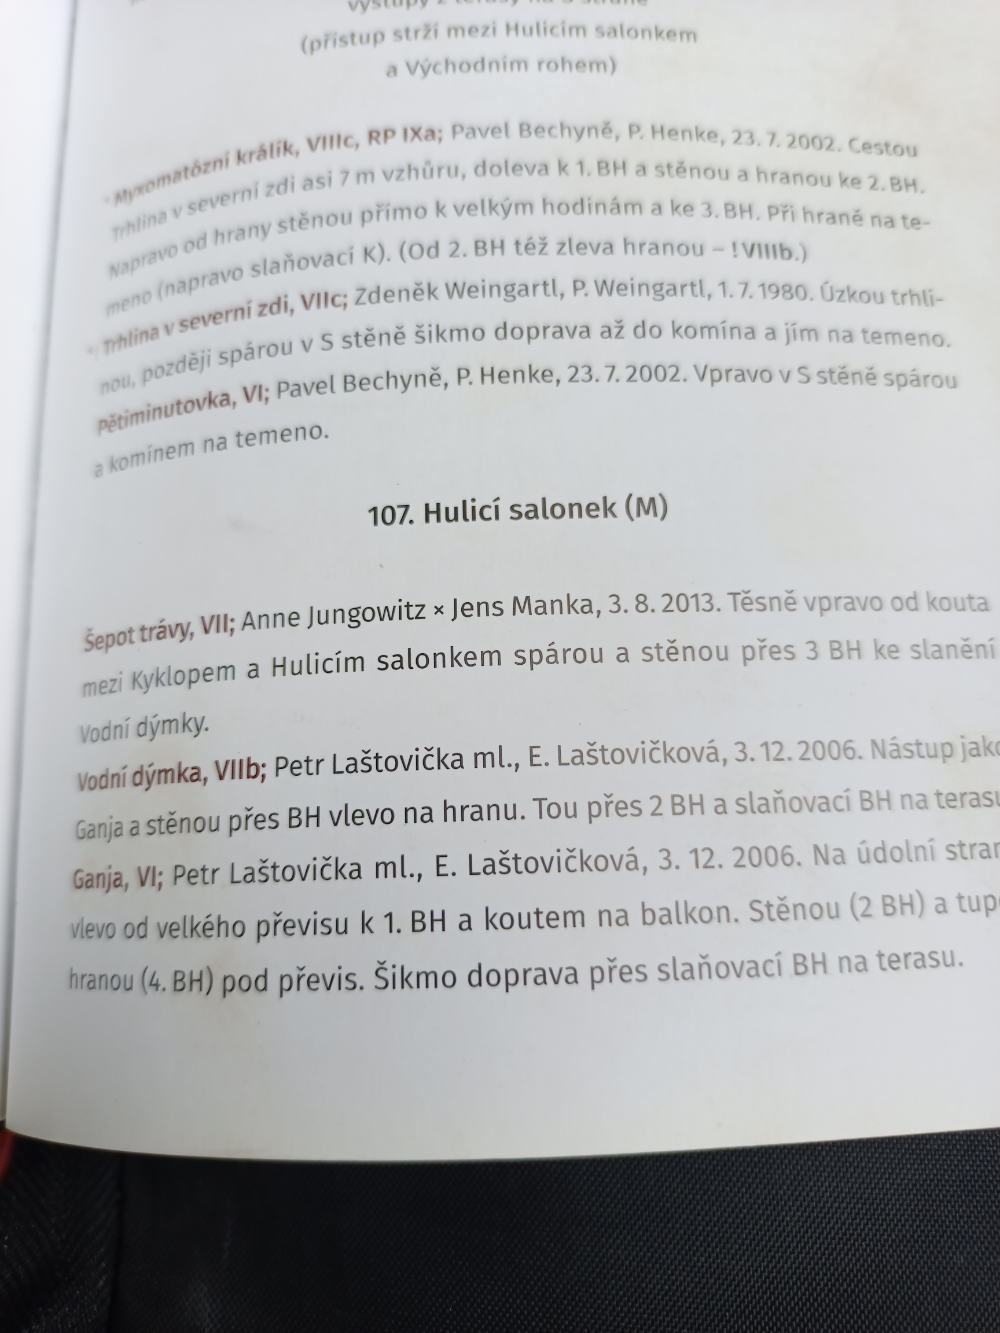 výstupy z terasy na S straně
(přístup strží mezi Hulicím salonkem
a Východním rohem)
* Myxomatózní králík, VIIIc, RP IXa; Pavel Bechyně, P. Henke, 23. 7. 2002. Cestou
Trhlina v severní zdi asi 7 m vzhůru, doleva k 1. BH a stěnou a hranou ke 2. BH.
Napravo od hrany stěnou přímo k velkým hodinám a ke 3. BH. Při hraně na te-
meno (napravo slaňovací K). (Od 2. BH též zleva hranou – ! VIIIb.)
* Trhlina v severní zdi, VIIc; Zdeněk Weingartl, P. Weingartl, 1. 7. 1980. Úzkou trhli-
nou, později spárou v S stěně šikmo doprava až do komína a jím na temeno.
Pětiminutovka, VI; Pavel Bechyně, P. Henke, 23. 7. 2002. Vpravo v S stěně spárou
a komínem na temeno.
107. Hulicí salonek (M)
Šepot trávy, VII; Anne Jungowitz × Jens Manka, 3. 8. 2013. Těsně vpravo od kouta
mezi Kyklopem a Hulicím salonkem spárou a stěnou přes 3 BH ke slanění
Vodní dýmky.
Vodní dýmka, VIIb; Petr Laštovička ml., E. Laštovičková, 3. 12. 2006. Nástup jako
Ganja a stěnou přes BH vlevo na hranu. Tou přes 2 BH a slaňovací BH na terasu
Ganja, VI; Petr Laštovička ml., E. Laštovičková, 3. 12. 2006. Na údolní stran
vlevo od velkého převisu k 1. BH a koutem na balkon. Stěnou (2 BH) a tupo
hranou (4. BH) pod převis. Šikmo doprava přes slaňovací BH na terasu.